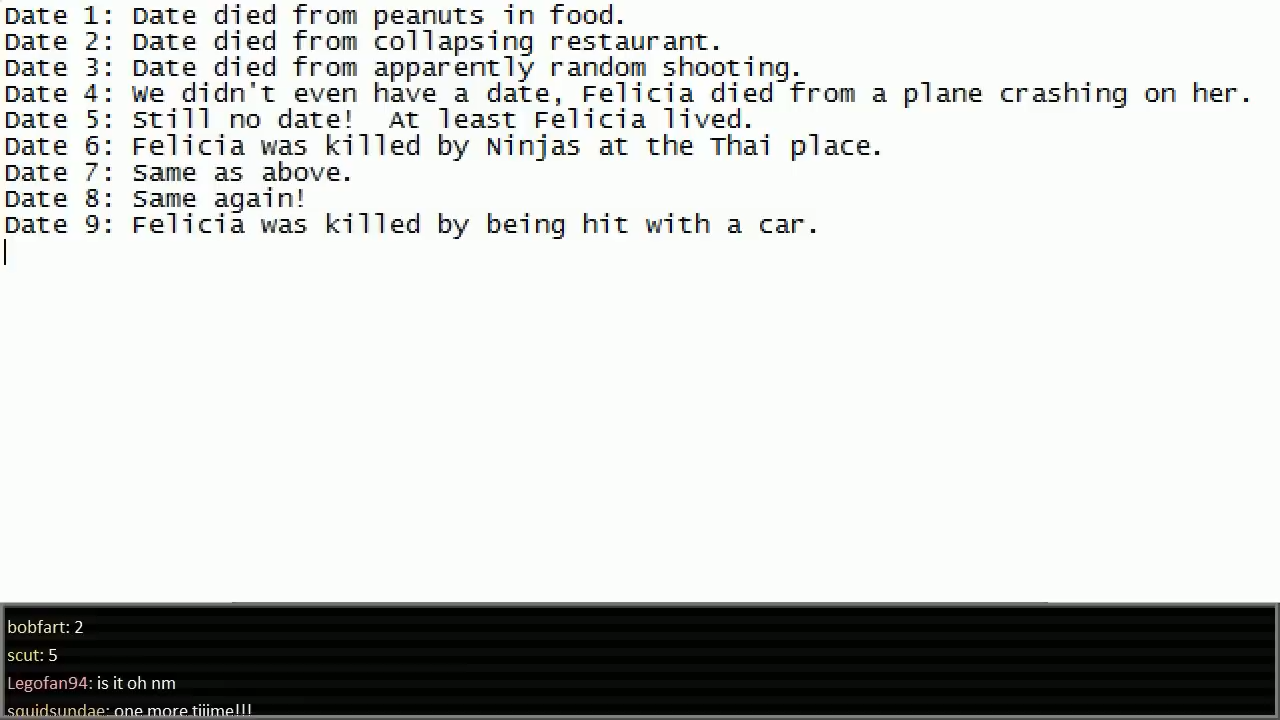 Date 1: Date died from peanuts in food.
Date 2: Date died from collapsing restaurant.
Date 3: Date died from apparently random shooting.
Date 4: We didn't even have a date, Felicia died from a plane crashing on her.
Date 5: Still no date!  At least Felicia lived.
Date 6: Felicia was killed by Ninjas at the Thai place.
Date 7: Same as above.
Date 8: Same again!
Date 9: Felicia was killed by being hit with a car.
bobfart: 2
scut: 5
Legofan94: is it oh nm
squidsundae: one more tiiime!!!